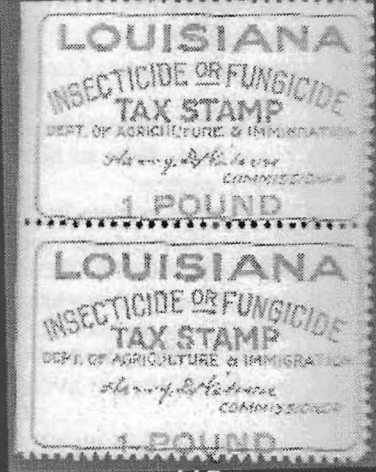 LOUISIANA
INSECTICIDE OR FUNGICIDE
TAX STAMP
DEPT. OF AGRICULTURE & IMMIGRATION
COMMISSIONER
1 POUND
LOUISIANA
INSECTICIDE OR FUNGICIDE
TAX STAMP
DEPT. OF AGRICULTURE & IMMIGRATION
COMMISSIONER
1 POUND